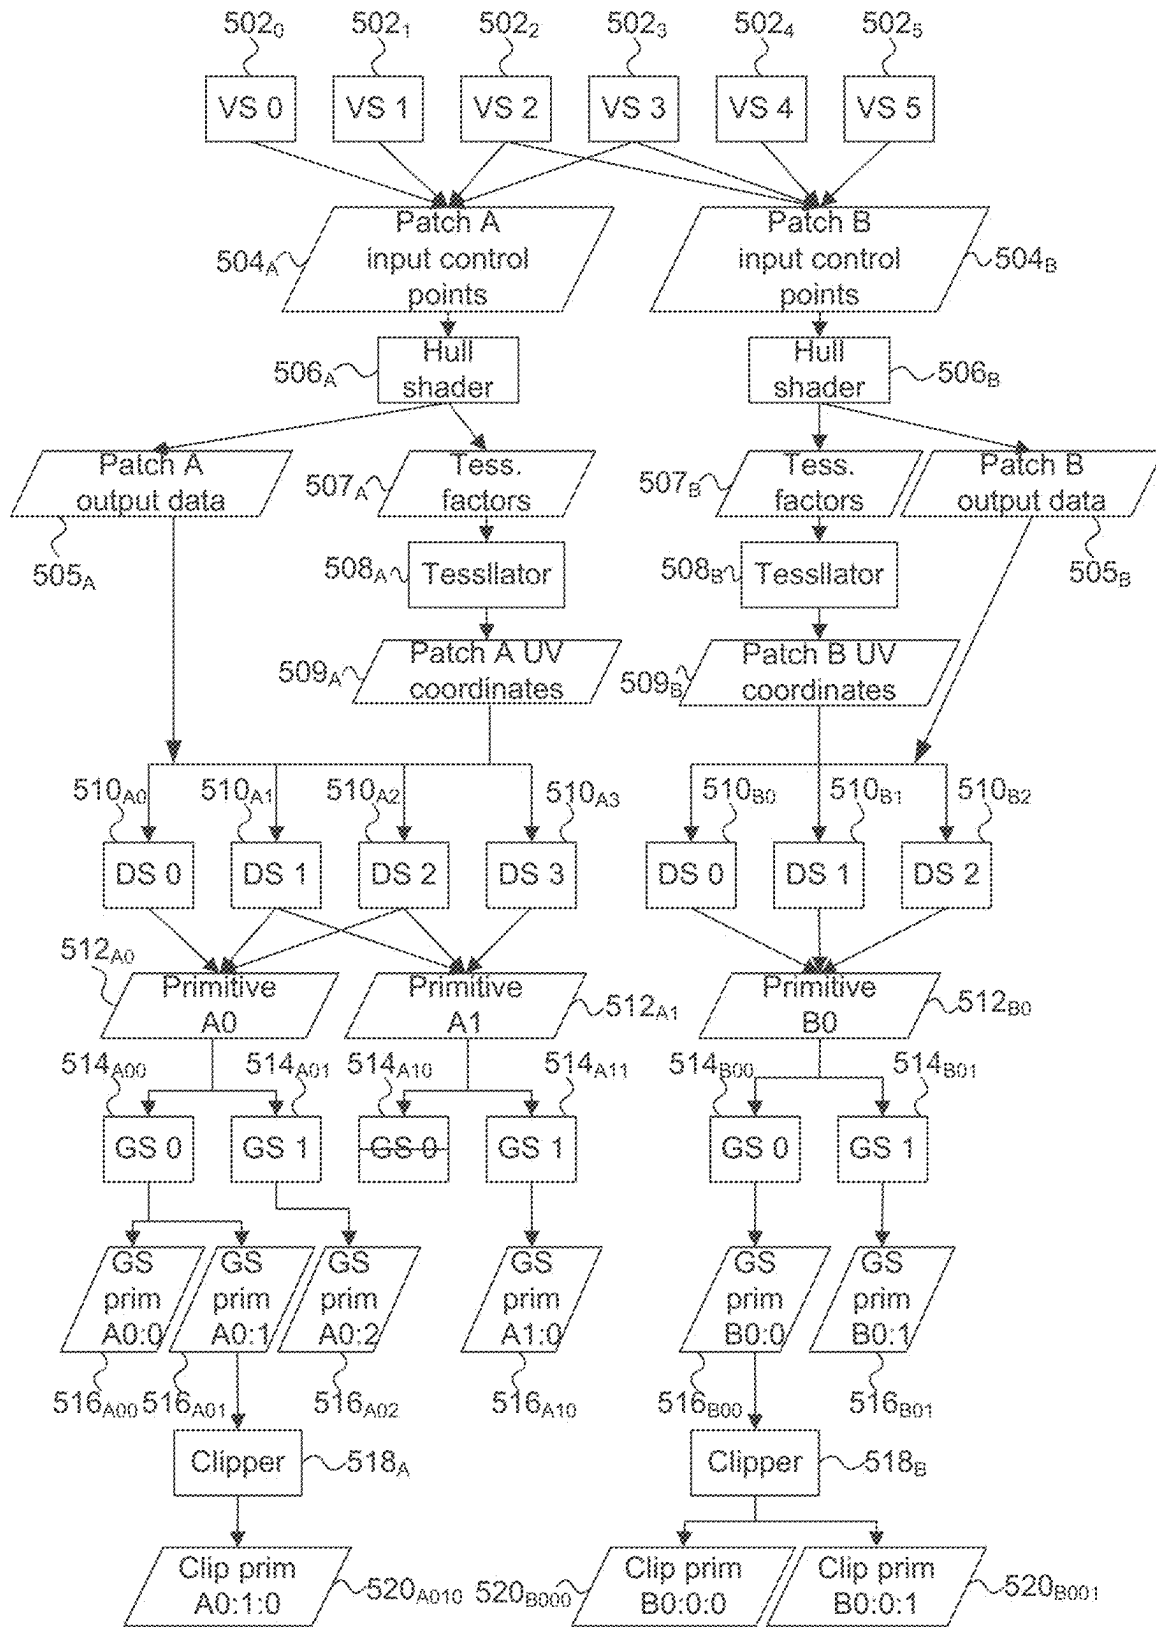 502₀ 502₁ 502₂ 502₃ 502₄ 502₅
VS 0 VS 1 VS 2 VS 3 VS 4 VS 5
Patch A
input control
points
504A
Patch B
input control
points
504B
506A
Hull
shader
Hull
shader
506B
Patch A
output data
507A
Tess.
factors
507B
Tess.
factors
Patch B
output data
505A
508A
Tessllator
508B
Tessllator
505B
509A
Patch A UV
coordinates
509B
Patch B UV
coordinates
510A0 510A1 510A2 510A3 510B0 510B1 510B2
DS 0 DS 1 DS 2 DS 3 DS 0 DS 1 DS 2
512A0
Primitive
A0
Primitive
A1
512A1
Primitive
B0
512B0
514A00 514A01 514A10 514A11 514B00 514B01
GS 0 GS 1 GS 0 GS 1 GS 0 GS 1
GS
prim
A0:0
GS
prim
A0:1
GS
prim
A0:2
GS
prim
A1:0
GS
prim
B0:0
GS
prim
B0:1
516A00 516A01 516A02 516A10 516B00 516B01
Clipper
518A
Clipper
518B
Clip prim
A0:1:0
520A010
520B000
Clip prim
B0:0:0
Clip prim
B0:0:1
520B001